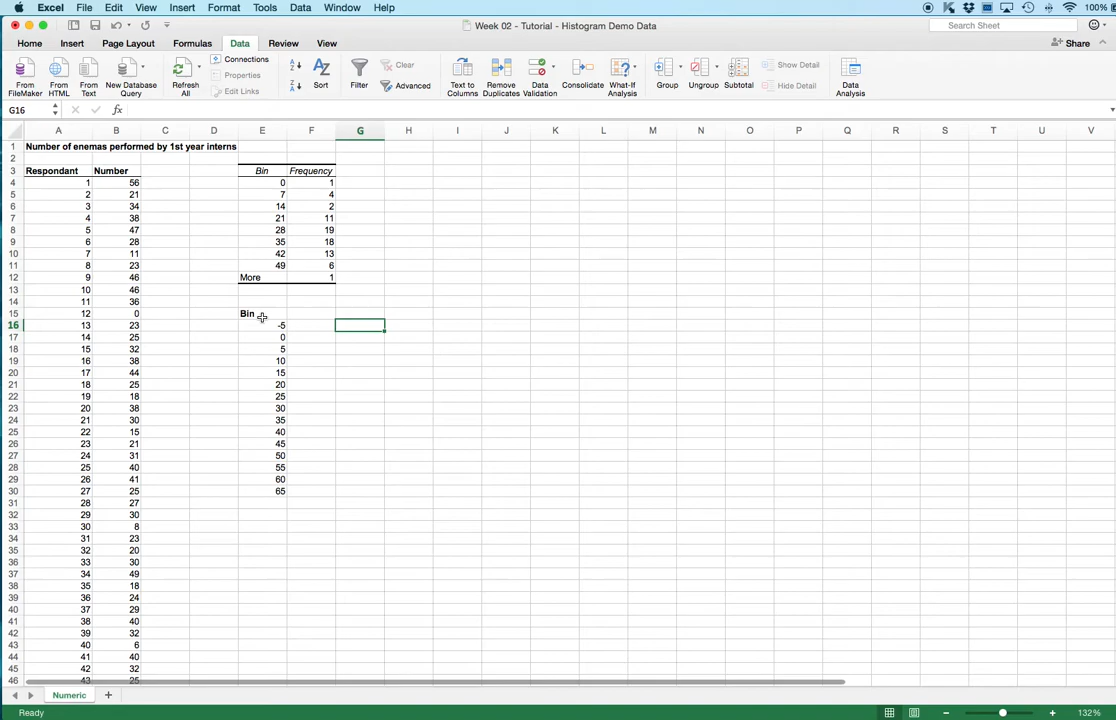 Excel File Edit View Insert Format Tools Data Window Help 100%
Week 02 - Tutorial - Histogram Demo Data Search Sheet
Home Insert Page Layout Formulas Data Review View Share
Connections Clear Show Detail
Properties
Edit Links Advanced Hide Detail
From FileMaker From HTML From Text New Database Query Refresh All Sort Filter Text to Columns Remove Duplicates Data Validation Consolidate What-If Analysis Group Ungroup Subtotal Data Analysis
G16 fx
A B C D E F G H I J K L M N O P Q R S T U V
1 Number of enemas performed by 1st year interns
2
3 Respondant Number Bin Frequency
4 1 56 0 1
5 2 21 7 4
6 3 34 14 2
7 4 38 21 11
8 5 47 28 19
9 6 28 35 18
10 7 11 42 13
11 8 23 49 6
12 9 46 More 1
13 10 46
14 11 36
15 12 0 Bin
16 13 23 -5
17 14 25 0
18 15 32 5
19 16 38 10
20 17 44 15
21 18 25 20
22 19 18 25
23 20 38 30
24 21 30 35
25 22 15 40
26 23 21 45
27 24 31 50
28 25 40 55
29 26 41 60
30 27 25 65
31 28 27
32 29 30
33 30 8
34 31 23
35 32 20
36 33 30
37 34 49
38 35 18
39 36 24
40 37 29
41 38 40
42 39 32
43 40 6
44 41 40
45 42 32
46 43 25
Numeric
Ready 132%